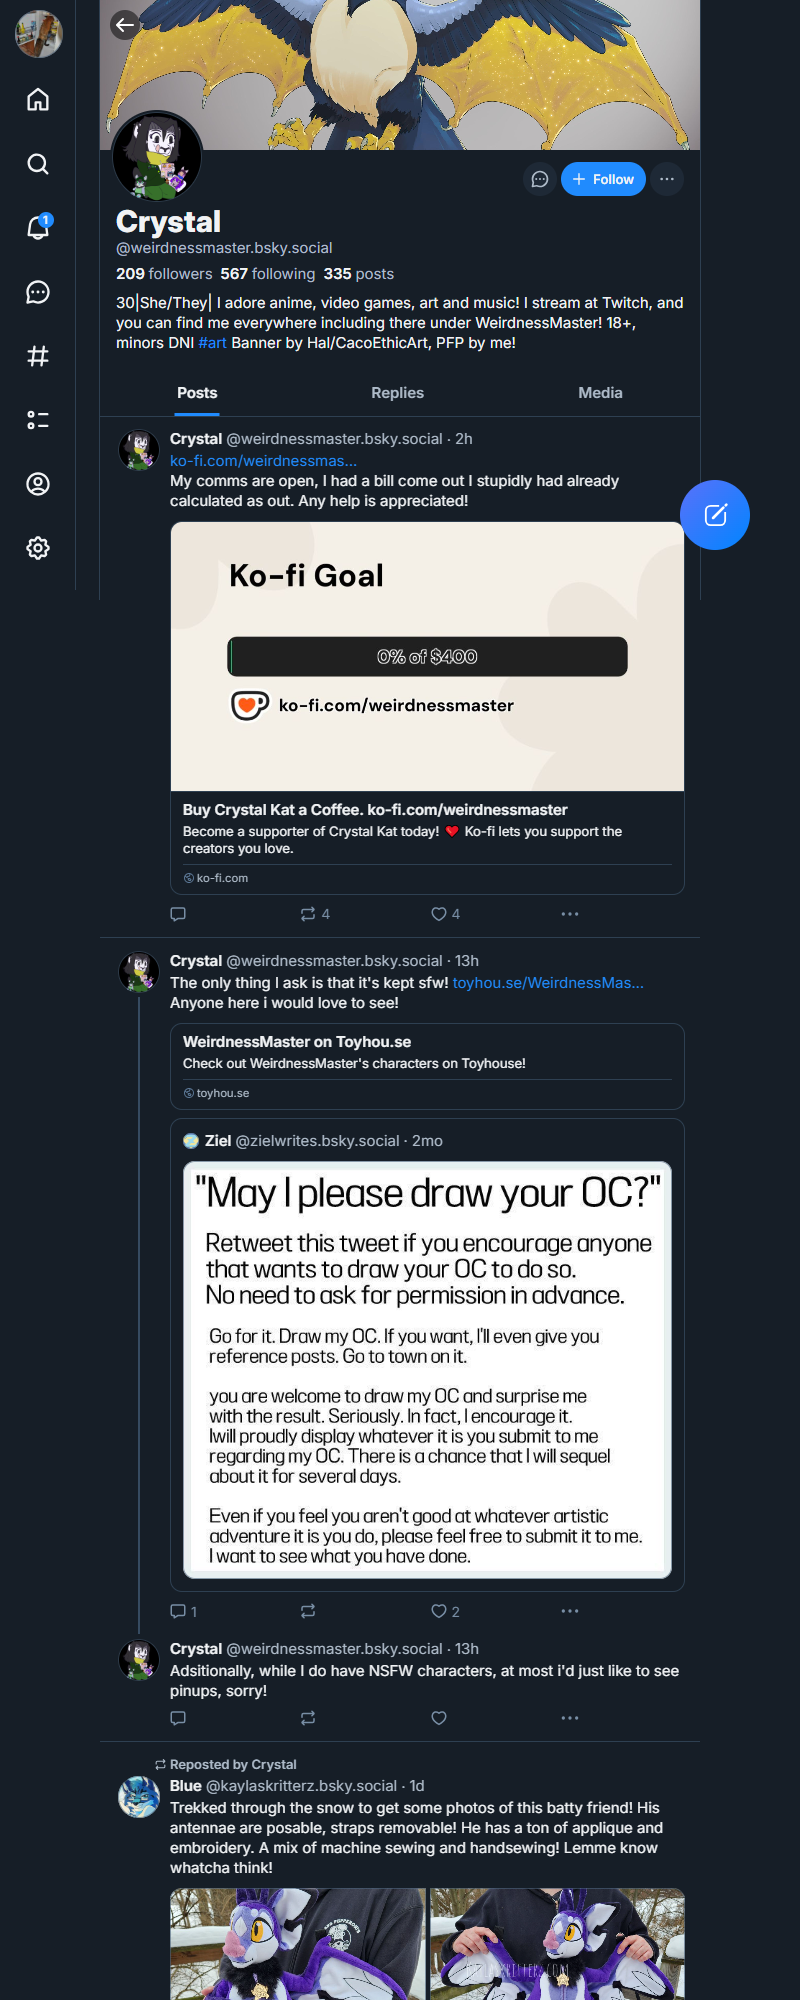 1
Follow
Crystal
@weirdnessmaster.bsky.social
209 followers 567 following 335 posts
30|She/They| I adore anime, video games, art and music! I stream at Twitch, and
you can find me everywhere including there under WeirdnessMaster! 18+,
minors DNI #art Banner by Hal/CacoEthicArt, PFP by me!
Posts Replies Media
Crystal @weirdnessmaster.bsky.social · 2h
ko-fi.com/weirdnessmas...
My comms are open, I had a bill come out I stupidly had already
calculated as out. Any help is appreciated!
Ko-fi Goal
0% of $400
ko-fi.com/weirdnessmaster
Buy Crystal Kat a Coffee. ko-fi.com/weirdnessmaster
Become a supporter of Crystal Kat today! ❤️ Ko-fi lets you support the
creators you love.
ko-fi.com
4 4
Crystal @weirdnessmaster.bsky.social · 13h
The only thing I ask is that it's kept sfw! toyhou.se/WeirdnessMas...
Anyone here i would love to see!
WeirdnessMaster on Toyhou.se
Check out WeirdnessMaster's characters on Toyhouse!
toyhou.se
Ziel @zielwrites.bsky.social · 2mo
"May I please draw your OC?"
Retweet this tweet if you encourage anyone
that wants to draw your OC to do so.
No need to ask for permission in advance.
Go for it. Draw my OC. If you want, I'll even give you
reference posts. Go to town on it.
you are welcome to draw my OC and surprise me
with the result. Seriously. In fact, I encourage it.
Iwill proudly display whatever it is you submit to me
regarding my OC. There is a chance that I will sequel
about it for several days.
Even if you feel you aren't good at whatever artistic
adventure it is you do, please feel free to submit it to me.
I want to see what you have done.
1 2
Crystal @weirdnessmaster.bsky.social · 13h
Adsitionally, while I do have NSFW characters, at most i'd just like to see
pinups, sorry!
Reposted by Crystal
Blue @kaylaskritterz.bsky.social · 1d
Trekked through the snow to get some photos of this batty friend! His
antennae are posable, straps removable! He has a ton of applique and
embroidery. A mix of machine sewing and handsewing! Lemme know
whatcha think!